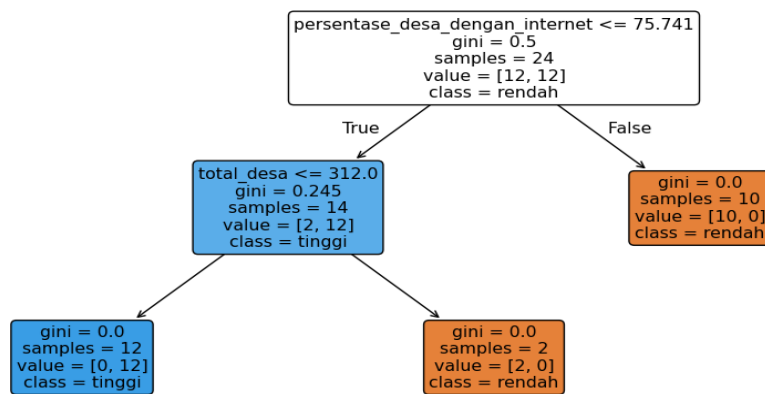 persentase_desa_dengan_internet <= 75.741
gini = 0.5
samples = 24
value = [12, 12]
class = rendah
True
False
total_desa <= 312.0
gini = 0.245
samples = 14
value = [2, 12]
class = tinggi
gini = 0.0
samples = 10
value = [10, 0]
class = rendah
gini = 0.0
samples = 12
value = [0, 12]
class = tinggi
gini = 0.0
samples = 2
value = [2, 0]
class = rendah